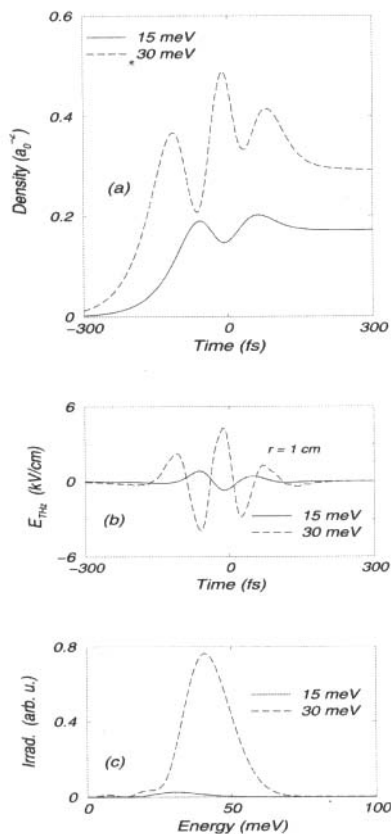 15 meV
30 meV
0.6
0.4
0.2
0
Density (a₀⁻²)
(a)
−300 0 300
Time (fs)
6
0
−6
E_THz (kV/cm)
r = 1 cm
(b)
15 meV
30 meV
−300 0 300
Time (fs)
0.8
0.4
0
Irrad. (arb. u.)
15 meV
30 meV
(c)
0 50 100
Energy (meV)